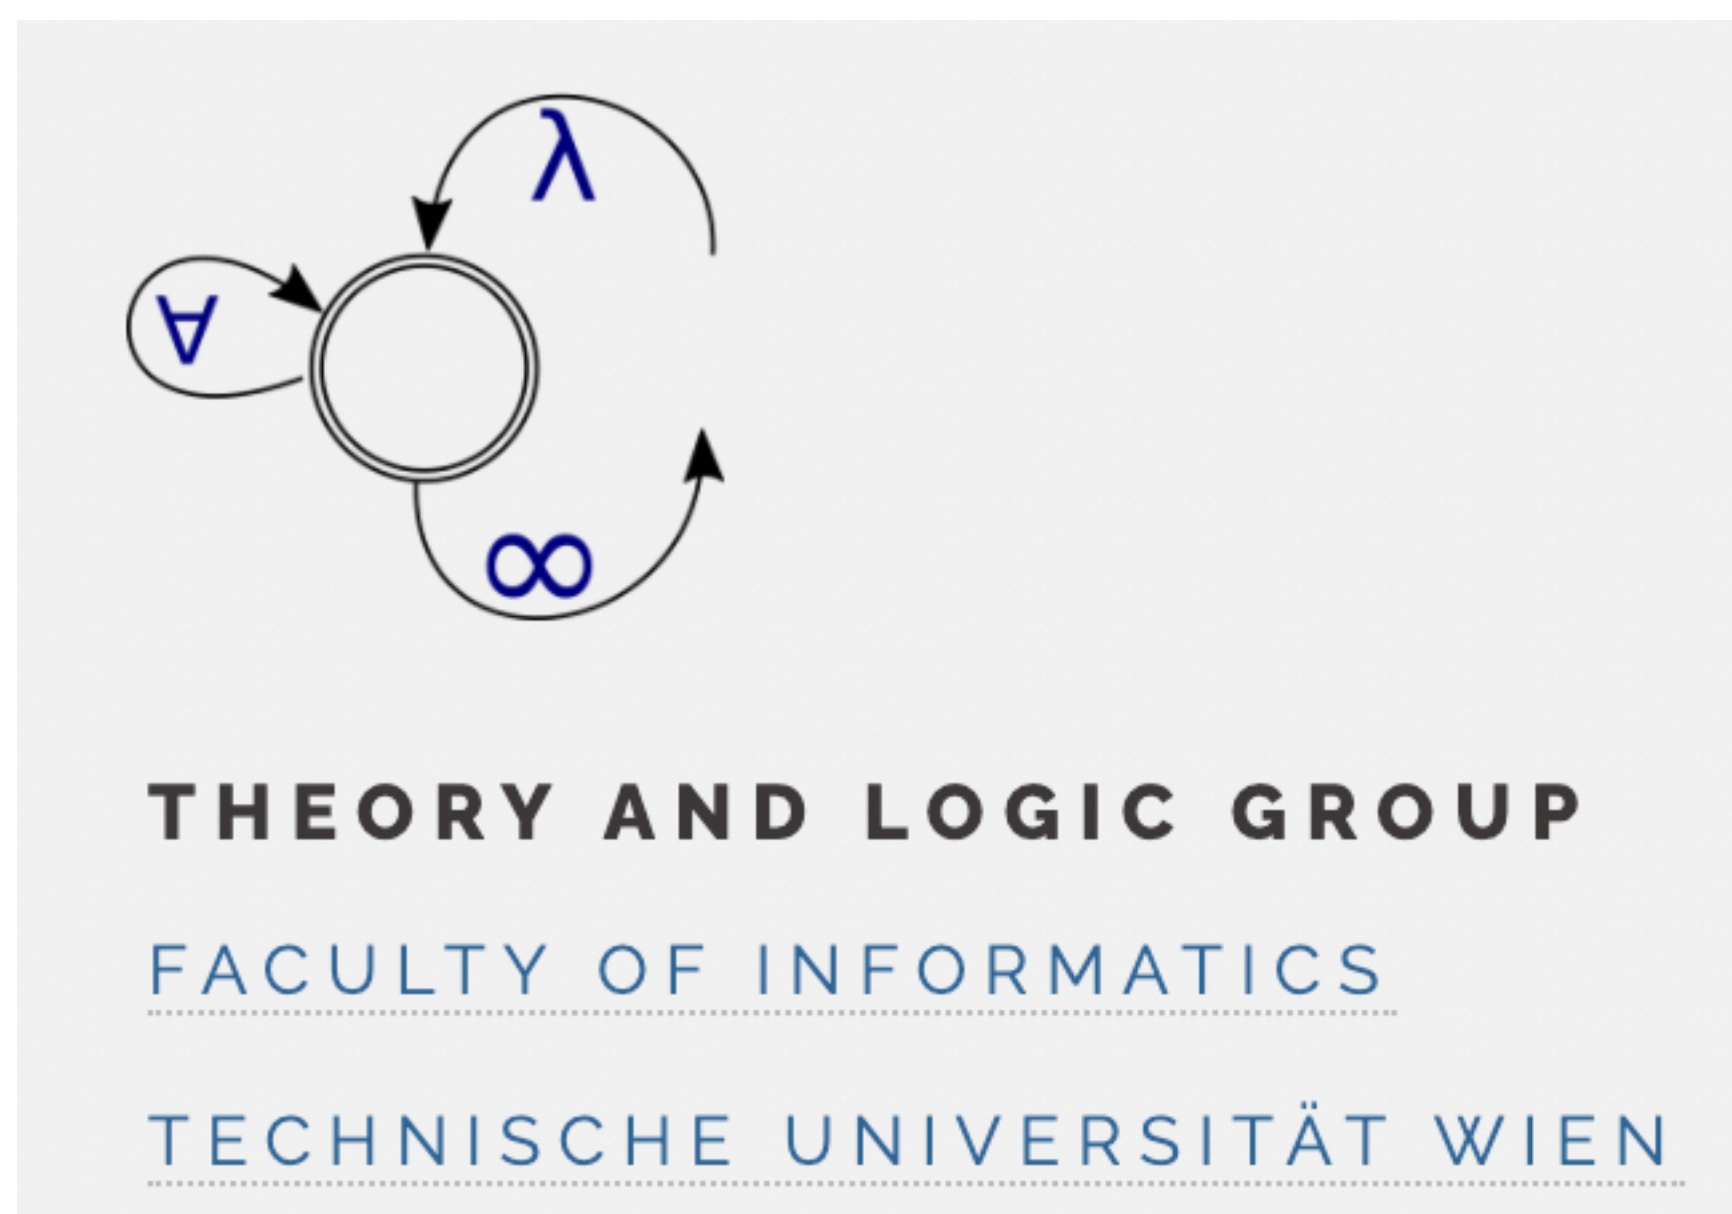 λ
∀
∞
THEORY AND LOGIC GROUP
FACULTY OF INFORMATICS
TECHNISCHE UNIVERSITÄT WIEN